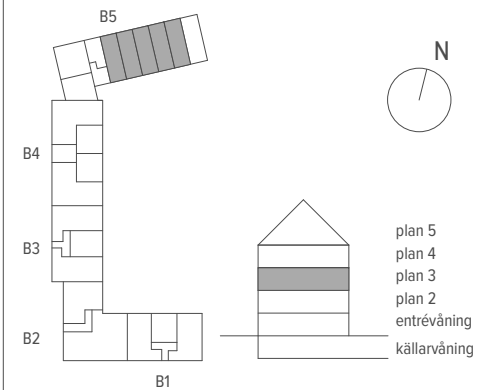 B5
N
B4
B3
B2
B1
plan 5
plan 4
plan 3
plan 2
entrévåning
källarvåning